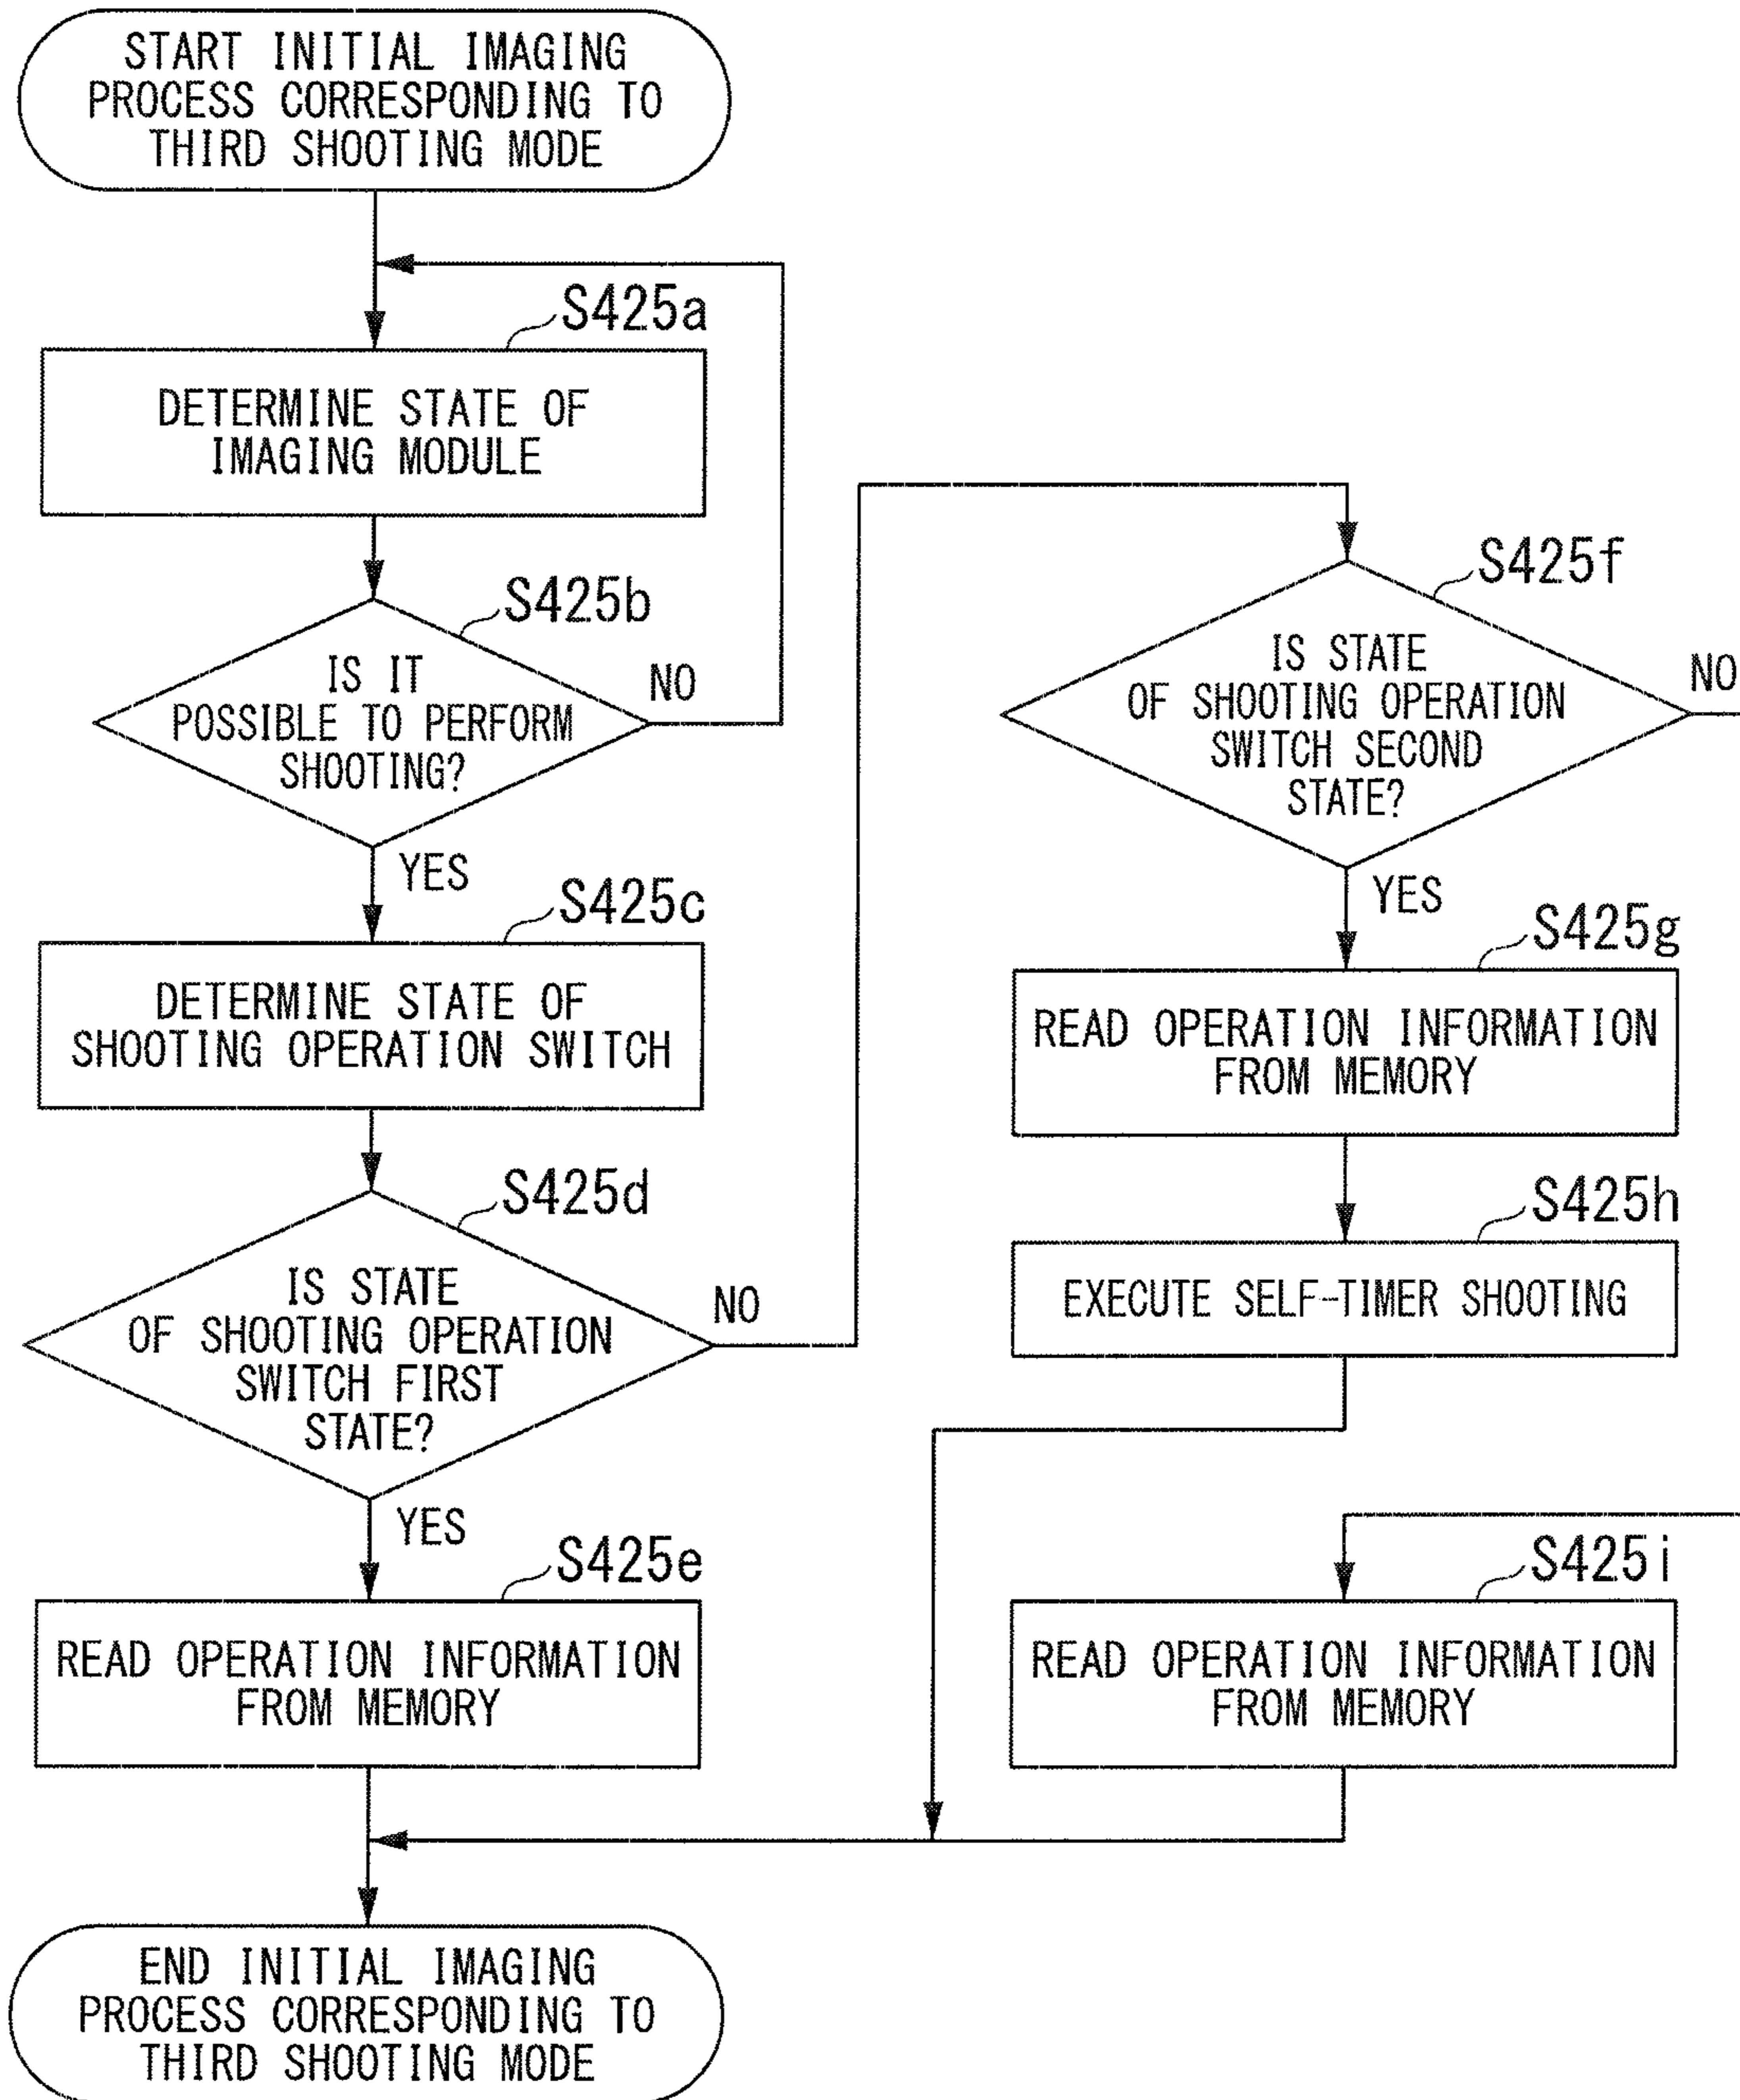 START INITIAL IMAGING
PROCESS CORRESPONDING TO
THIRD SHOOTING MODE
S425a
DETERMINE STATE OF
IMAGING MODULE
S425b
IS IT
POSSIBLE TO PERFORM
SHOOTING?
NO
YES
S425c
DETERMINE STATE OF
SHOOTING OPERATION SWITCH
S425d
IS STATE
OF SHOOTING OPERATION
SWITCH FIRST
STATE?
NO
YES
S425e
READ OPERATION INFORMATION
FROM MEMORY
S425f
IS STATE
OF SHOOTING OPERATION
SWITCH SECOND
STATE?
NO
YES
S425g
READ OPERATION INFORMATION
FROM MEMORY
S425h
EXECUTE SELF-TIMER SHOOTING
S425i
READ OPERATION INFORMATION
FROM MEMORY
END INITIAL IMAGING
PROCESS CORRESPONDING TO
THIRD SHOOTING MODE